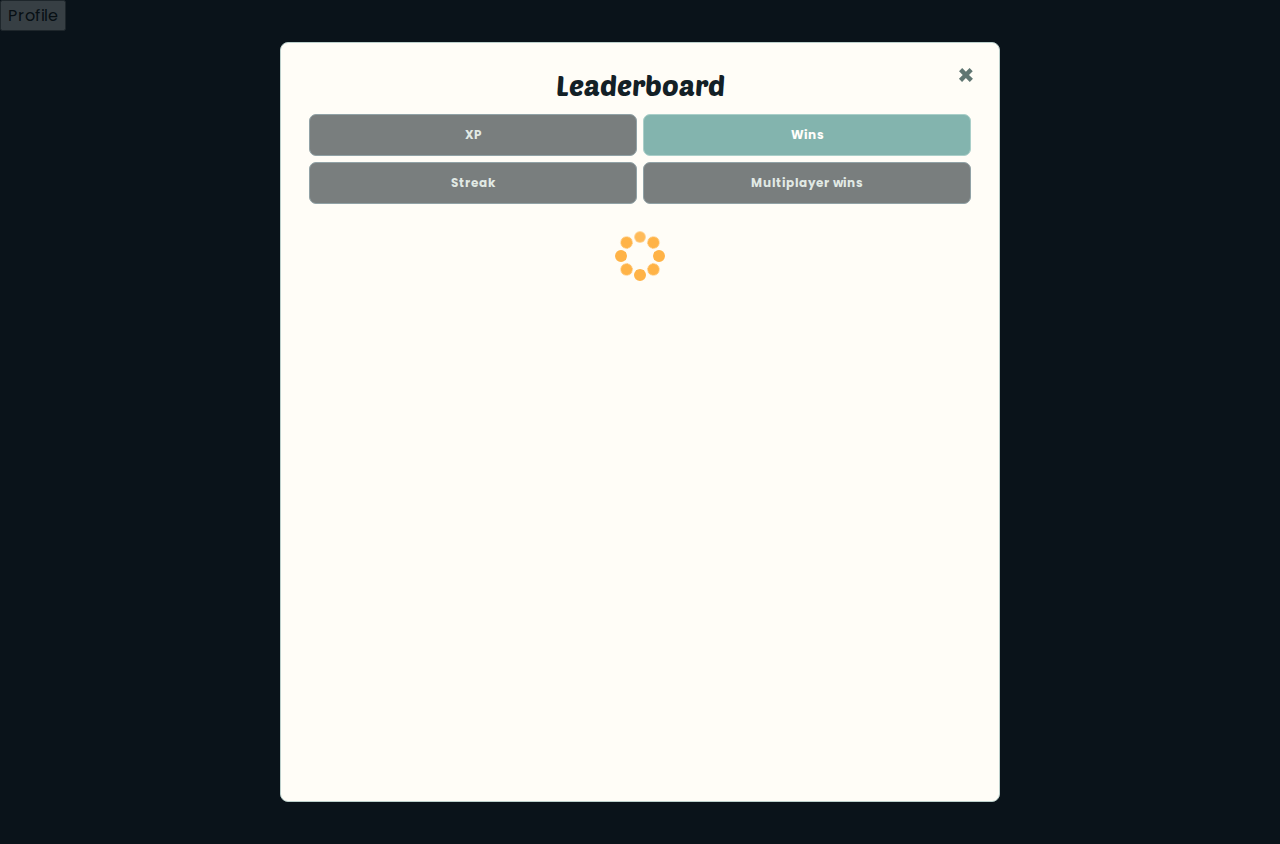 Profile
Leaderboard
✖
XP
Wins
Streak
Multiplayer wins